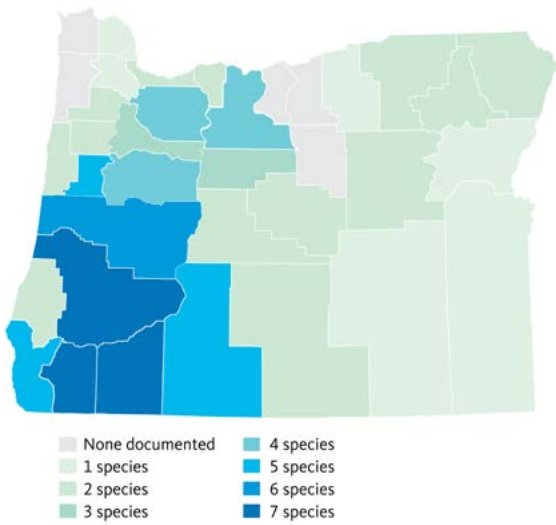 None documented
1 species
2 species
3 species
4 species
5 species
6 species
7 species